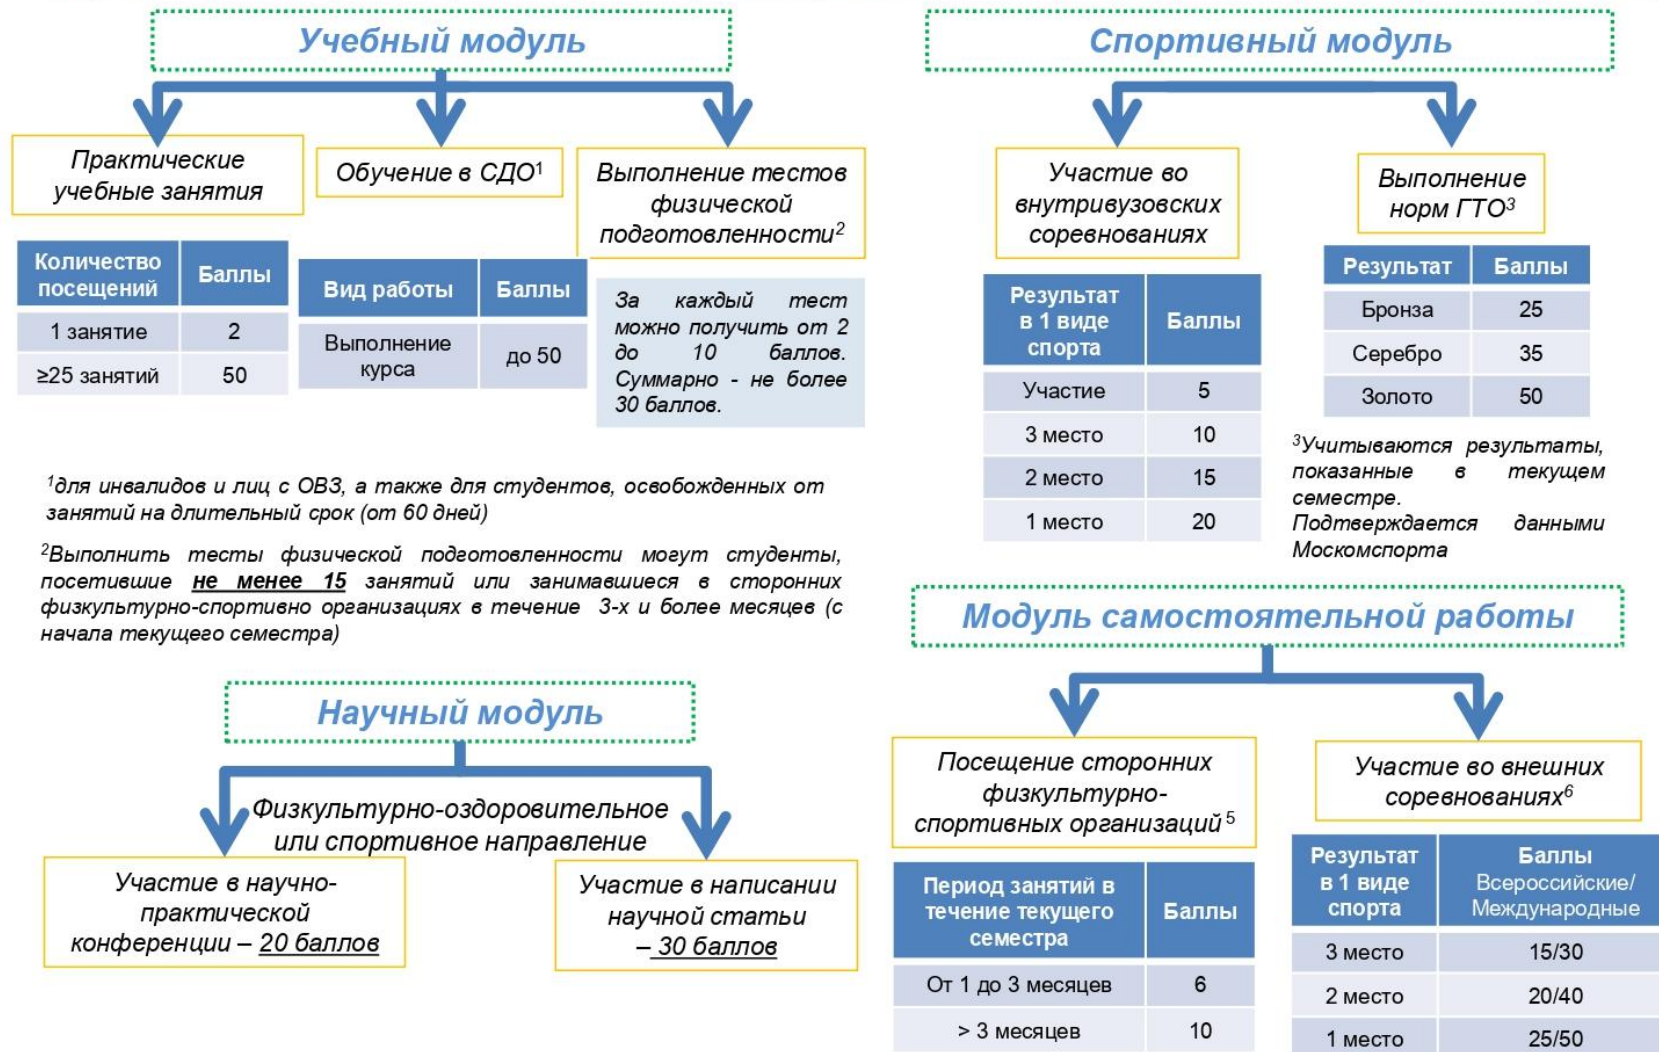 Учебный модуль
Практические
учебные занятия
Количество
посещений
Баллы
1 занятие
2
≥25 занятий
50
Обучение в СДО¹
Вид работы
Баллы
Выполнение
курса
до 50
Выполнение тестов
физической
подготовленности²
За каждый тест
можно получить от 2
до 10 баллов.
Суммарно - не более
30 баллов.
¹для инвалидов и лиц с ОВЗ, а также для студентов, освобожденных от
занятий на длительный срок (от 60 дней)
²Выполнить тесты физической подготовленности могут студенты,
посетившие не менее 15 занятий или занимавшиеся в сторонних
физкультурно-спортивно организациях в течение 3-х и более месяцев (с
начала текущего семестра)
Спортивный модуль
Участие во
внутривузовских
соревнованиях
Результат
в 1 виде
спорта
Баллы
Участие
5
3 место
10
2 место
15
1 место
20
Выполнение
норм ГТО³
Результат
Баллы
Бронза
25
Серебро
35
Золото
50
³Учитываются результаты,
показанные в текущем
семестре.
Подтверждается данными
Москомспорта
Научный модуль
Физкультурно-оздоровительное
или спортивное направление
Участие в научно-
практической
конференции – 20 баллов
Участие в написании
научной статьи
– 30 баллов
Модуль самостоятельной работы
Посещение сторонних
физкультурно-
спортивных организаций ⁵
Период занятий в
течение текущего
семестра
Баллы
От 1 до 3 месяцев
6
> 3 месяцев
10
Участие во внешних
соревнованиях⁶
Результат
в 1 виде
спорта
Баллы
Всероссийские/
Международные
3 место
15/30
2 место
20/40
1 место
25/50